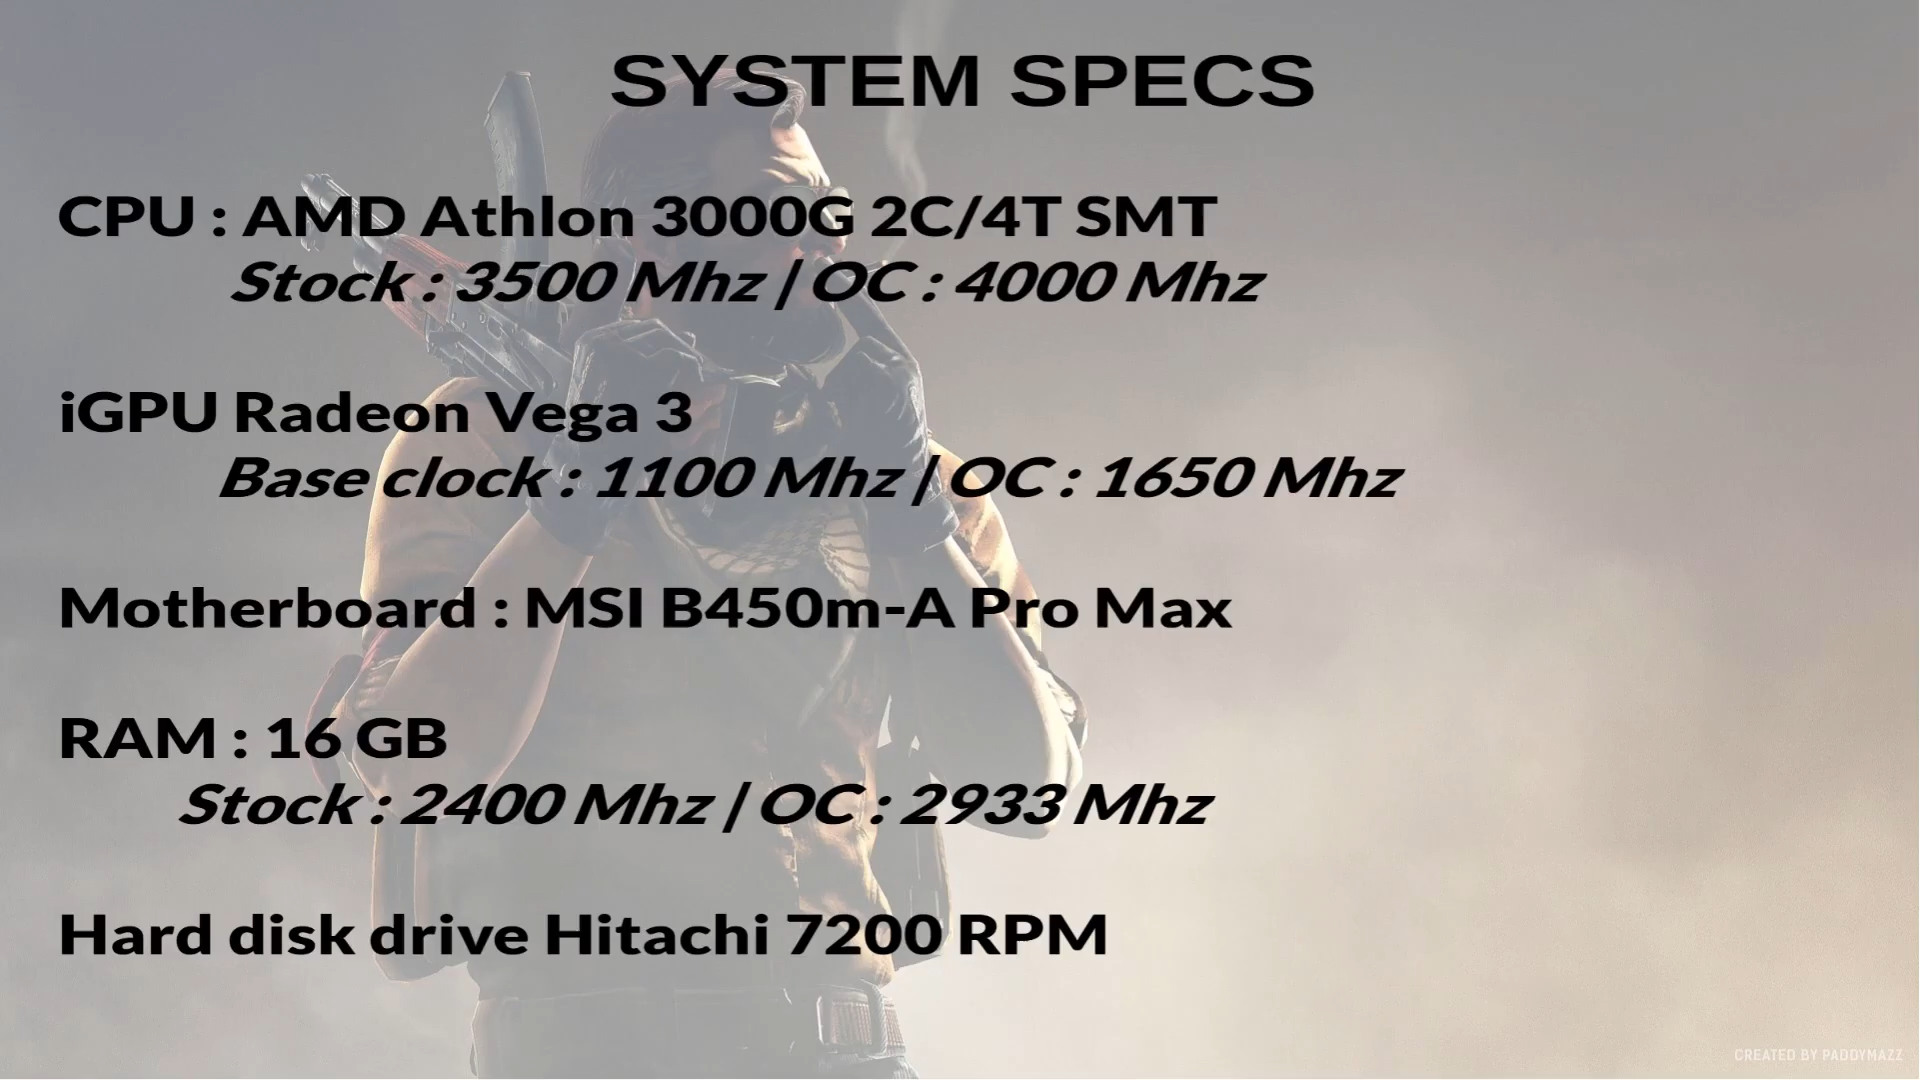 SYSTEM SPECS
CPU : AMD Athlon 3000G 2C/4T SMT
Stock : 3500 Mhz / OC : 4000 Mhz
iGPU Radeon Vega 3
Base clock : 1100 Mhz / OC : 1650 Mhz
Motherboard : MSI B450m-A Pro Max
RAM : 16 GB
Stock : 2400 Mhz / OC : 2933 Mhz
Hard disk drive Hitachi 7200 RPM
CREATED BY PADDYMAZZ